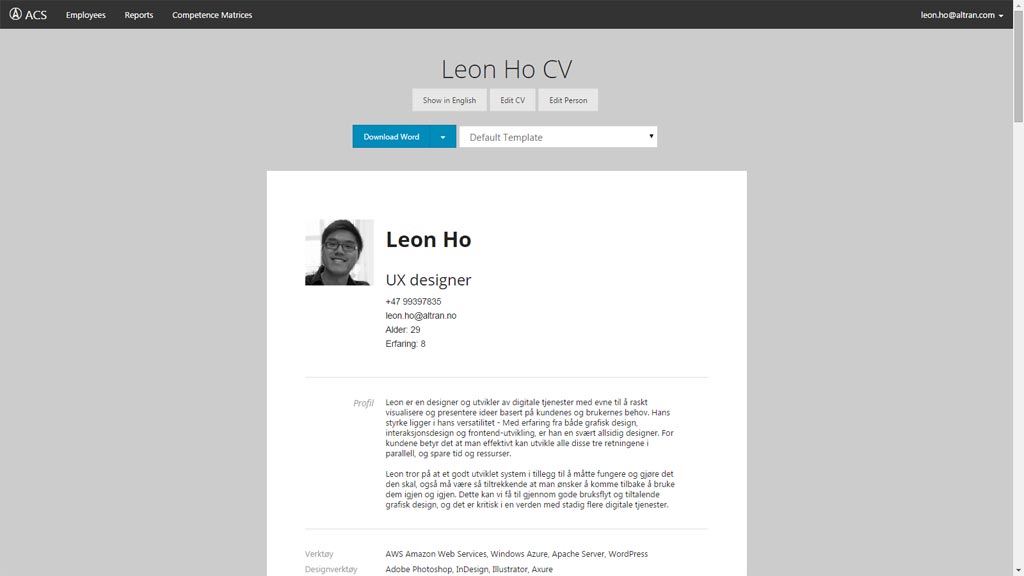 ACS Employees Reports Competence Matrices leon.ho@altran.com
Leon Ho CV
Show in English Edit CV Edit Person
Download Word Default Template
Leon Ho
UX designer
+47 99397835
leon.ho@altran.no
Alder: 29
Erfaring: 8
Profil Leon er en designer og utvikler av digitale tjenester med evne til å raskt
visualisere og presentere ideer basert på kundenes og brukernes behov. Hans
styrke ligger i hans versatilitet - Med erfaring fra både grafisk design,
interaksjonsdesign og frontend-utvikling, er han en svært allsidig designer. For
kundene betyr det at man effektivt kan utvikle alle disse tre retningene i
parallell, og spare tid og ressurser.
Leon tror på at et godt utviklet system i tillegg til å måtte fungere og gjøre det
den skal, også må være så tiltrekkende at man ønsker å komme tilbake å bruke
dem igjen og igjen. Dette kan vi få til gjennom gode bruksflyt og tiltalende
grafisk design, og det er kritisk i en verden med stadig flere digitale tjenester.
Verktøy AWS Amazon Web Services, Windows Azure, Apache Server, WordPress
Designverktøy Adobe Photoshop, InDesign, Illustrator, Axure